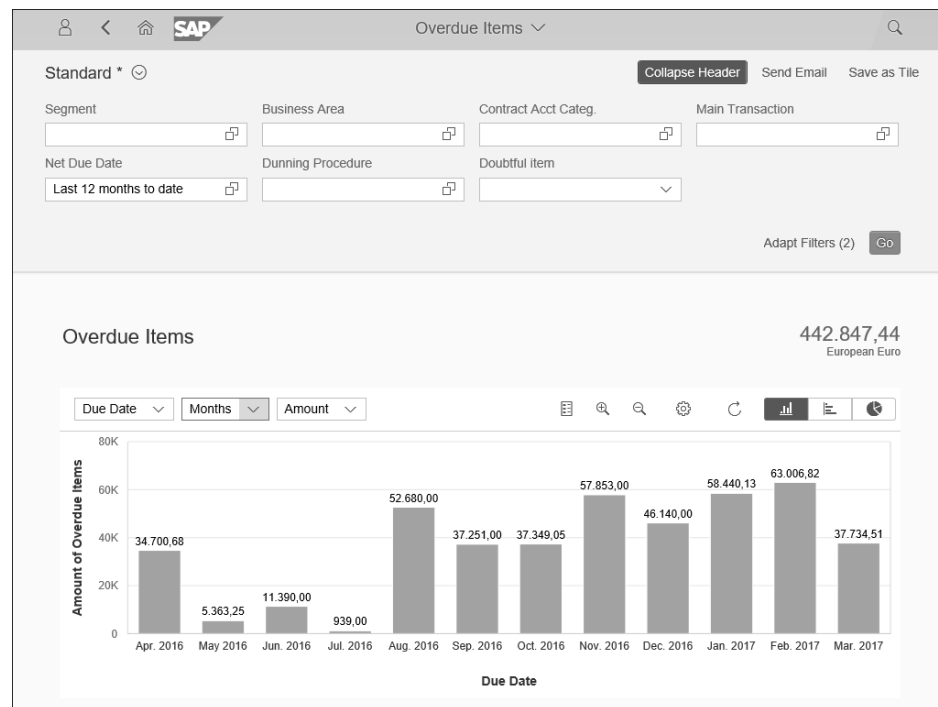 SAP Overdue Items
Standard *
Collapse Header Send Email Save as Tile
Segment Business Area Contract Acct Categ. Main Transaction
Net Due Date Dunning Procedure Doubtful item
Last 12 months to date
Adapt Filters (2) Go
Overdue Items 442.847,44
European Euro
Due Date Months Amount
Amount of Overdue Items
80K
60K
40K
20K
0
34.700,68
5.363,25
11.390,00
939,00
52.680,00
37.251,00
37.349,05
57.853,00
46.140,00
58.440,13
63.006,82
37.734,51
Apr. 2016 May 2016 Jun. 2016 Jul. 2016 Aug. 2016 Sep. 2016 Oct. 2016 Nov. 2016 Dec. 2016 Jan. 2017 Feb. 2017 Mar. 2017
Due Date